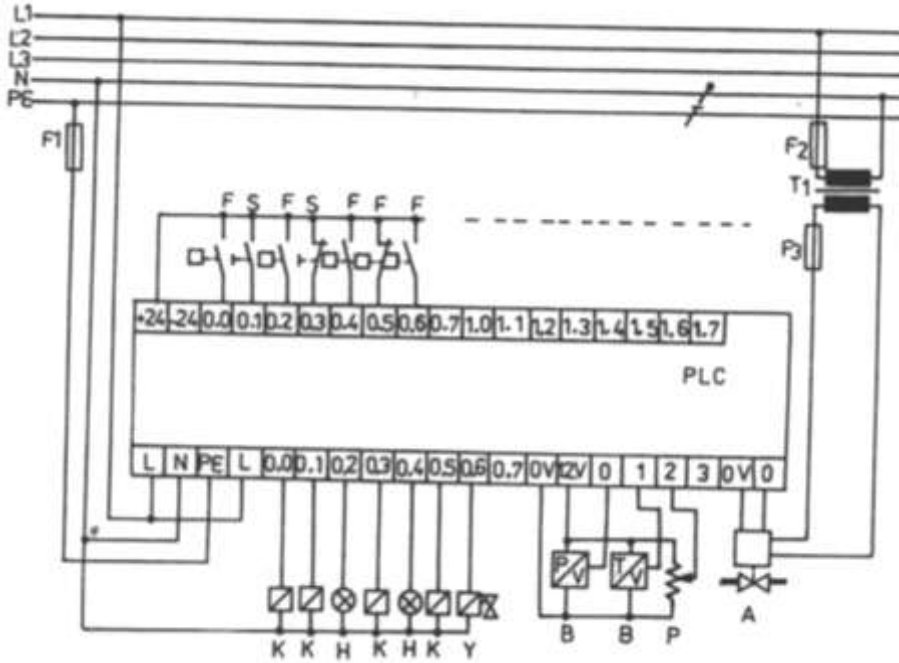 L1
L2
L3
N
PE
F1
F2
T1
F3
F S F S F F F
+24 -24 0.0 0.1 0.2 0.3 0.4 0.5 0.6 0.7 1.0 1.1 1.2 1.3 1.4 1.5 1.6 1.7
PLC
L N PE L 0.0 0.1 0.2 0.3 0.4 0.5 0.6 0.7 0V 12V 0 1 2 3 0V 0
P V T V
K K H K H K Y B B P A